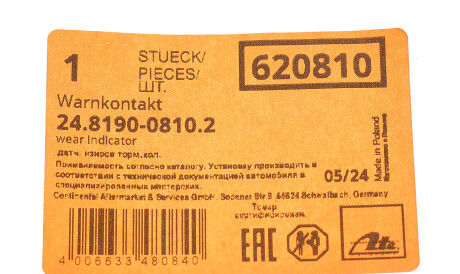 1 STUECK/ PIECES/ ШТ. 620810
Warnkontakt
24.8190-0810.2
wear indicator
датч. износа торм.кол.
Применяемость согласно каталогу. Установку производить в
соответствии с технической документацией автомобиля в
специализированных мастерских.
05/24
Made in Poland
Continental Aftermarket & Services GmbH, Sodener Str.9, 65824 Schwalbach, Germany
Товар
сертифицирован.
EAC
ATE
4 006633 480840